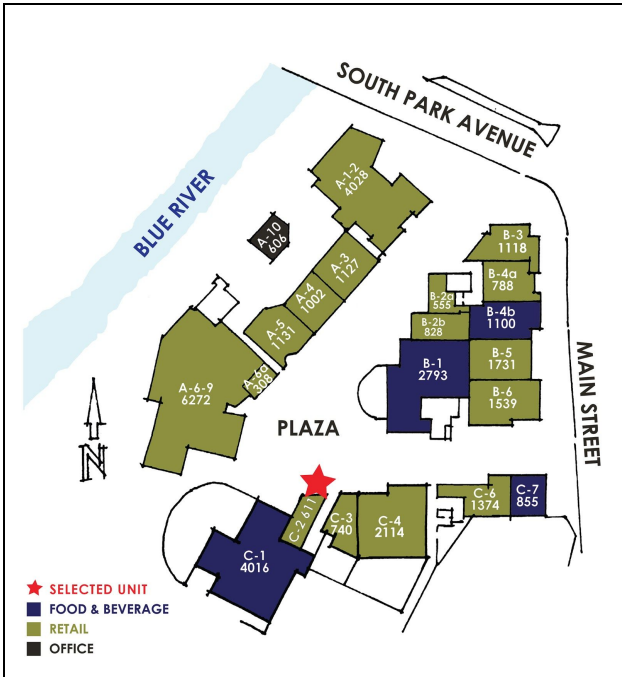 SOUTH PARK AVENUE
BLUE RIVER
A-1-2
4028
A-10
606
A-3
1127
A-4
1002
A-5
1131
A-6a
308
A-6-9
6272
B-3
1118
B-4a
788
B-2a
555
B-4b
1100
B-2b
828
B-1
2793
B-5
1731
B-6
1539
MAIN STREET
PLAZA
N
C-2 611
C-3
740
C-4
2114
C-6
1374
C-7
855
C-1
4016
SELECTED UNIT
FOOD & BEVERAGE
RETAIL
OFFICE